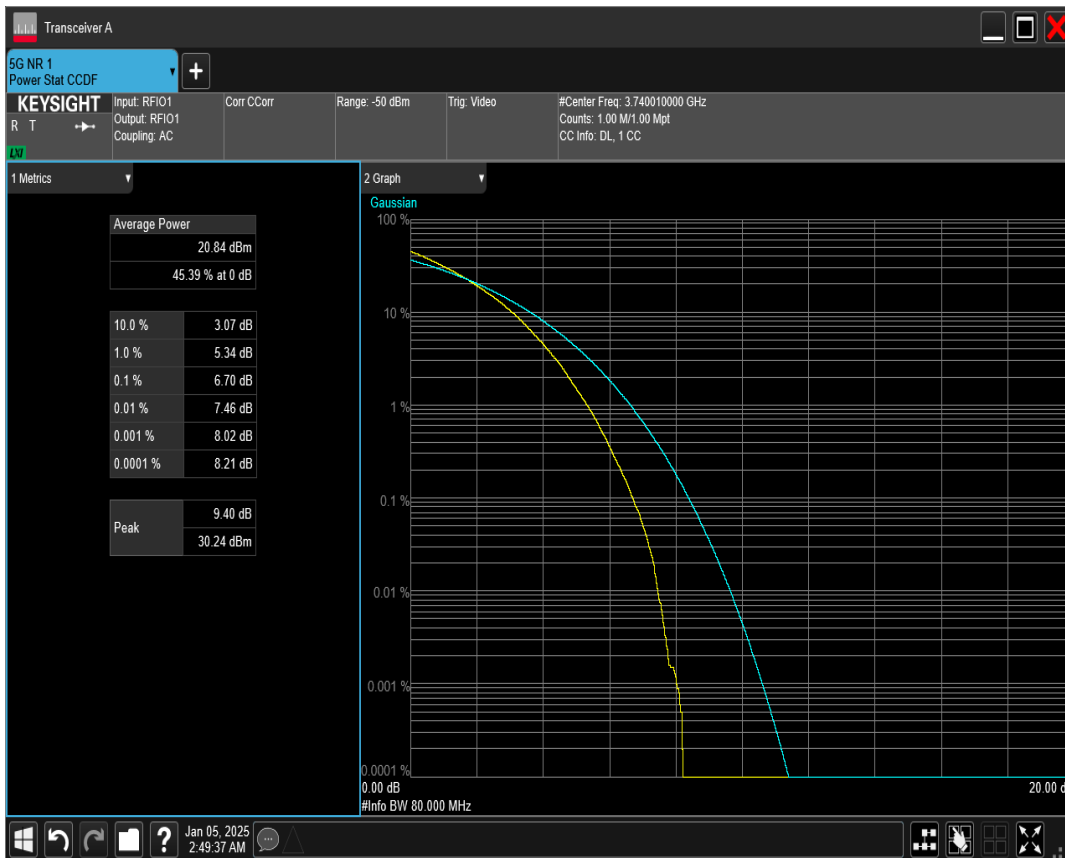 Transceiver A
5G NR 1
Power Stat CCDF
+
KEYSIGHT
R T
LXI
Input: RFIO1
Output: RFIO1
Coupling: AC
Corr CCorr
Range: -50 dBm
Trig: Video
#Center Freq: 3.740010000 GHz
Counts: 1.00 M/1.00 Mpt
CC Info: DL, 1 CC
1 Metrics
Average Power
20.84 dBm
45.39 % at 0 dB
10.0 % 3.07 dB
1.0 % 5.34 dB
0.1 % 6.70 dB
0.01 % 7.46 dB
0.001 % 8.02 dB
0.0001 % 8.21 dB
Peak 9.40 dB
30.24 dBm
2 Graph
Gaussian
100 %
10 %
1 %
0.1 %
0.01 %
0.001 %
0.0001 %
0.00 dB
20.00 d
#Info BW 80.000 MHz
?
Jan 05, 2025
2:49:37 AM